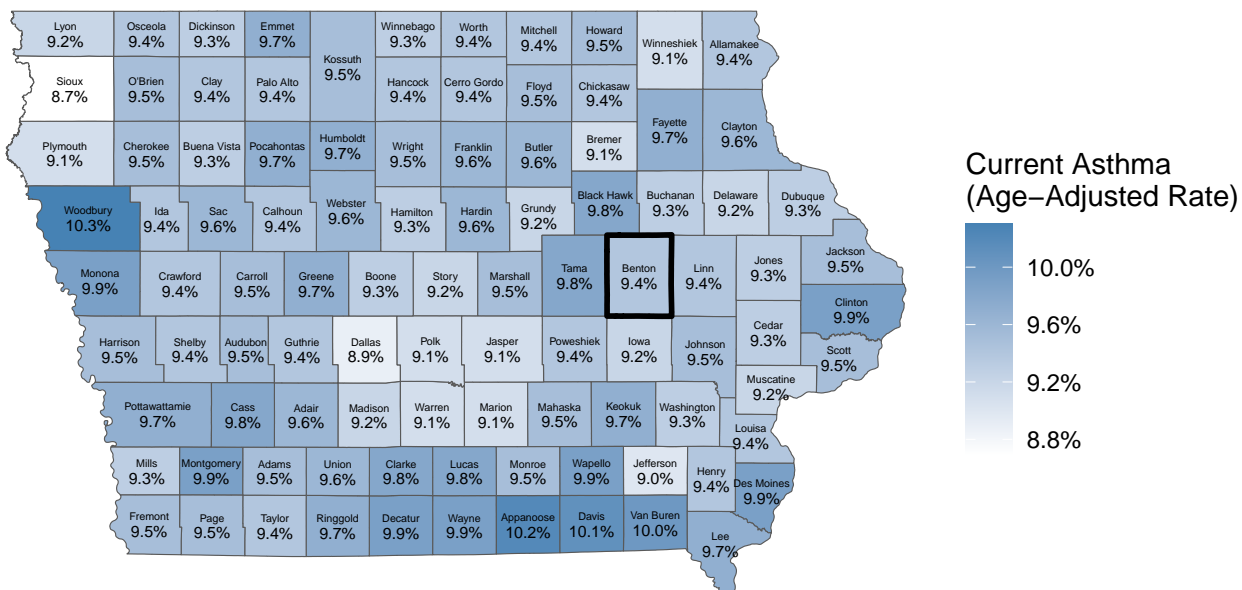 Lyon
9.2%
Osceola
9.4%
Dickinson
9.3%
Emmet
9.7%
Kossuth
9.5%
Winnebago
9.3%
Worth
9.4%
Mitchell
9.4%
Howard
9.5%
Winneshiek
9.1%
Allamakee
9.4%
Sioux
8.7%
O'Brien
9.5%
Clay
9.4%
Palo Alto
9.4%
Hancock
9.4%
Cerro Gordo
9.4%
Floyd
9.5%
Chickasaw
9.4%
Fayette
9.7%
Clayton
9.6%
Plymouth
9.1%
Cherokee
9.5%
Buena Vista
9.3%
Pocahontas
9.7%
Humboldt
9.7%
Wright
9.5%
Franklin
9.6%
Butler
9.6%
Bremer
9.1%
Woodbury
10.3%
Ida
9.4%
Sac
9.6%
Calhoun
9.4%
Webster
9.6%
Hamilton
9.3%
Hardin
9.6%
Grundy
9.2%
Black Hawk
9.8%
Buchanan
9.3%
Delaware
9.2%
Dubuque
9.3%
Monona
9.9%
Crawford
9.4%
Carroll
9.5%
Greene
9.7%
Boone
9.3%
Story
9.2%
Marshall
9.5%
Tama
9.8%
Benton
9.4%
Linn
9.4%
Jones
9.3%
Jackson
9.5%
Clinton
9.9%
Harrison
9.5%
Shelby
9.4%
Audubon
9.5%
Guthrie
9.4%
Dallas
8.9%
Polk
9.1%
Jasper
9.1%
Poweshiek
9.4%
Iowa
9.2%
Johnson
9.5%
Cedar
9.3%
Scott
9.5%
Muscatine
9.2%
Pottawattamie
9.7%
Cass
9.8%
Adair
9.6%
Madison
9.2%
Warren
9.1%
Marion
9.1%
Mahaska
9.5%
Keokuk
9.7%
Washington
9.3%
Louisa
9.4%
Mills
9.3%
Montgomery
9.9%
Adams
9.5%
Union
9.6%
Clarke
9.8%
Lucas
9.8%
Monroe
9.5%
Wapello
9.9%
Jefferson
9.0%
Henry
9.4%
Des Moines
9.9%
Fremont
9.5%
Page
9.5%
Taylor
9.4%
Ringgold
9.7%
Decatur
9.9%
Wayne
9.9%
Appanoose
10.2%
Davis
10.1%
Van Buren
10.0%
Lee
9.7%
Current Asthma
(Age−Adjusted Rate)
10.0%
9.6%
9.2%
8.8%